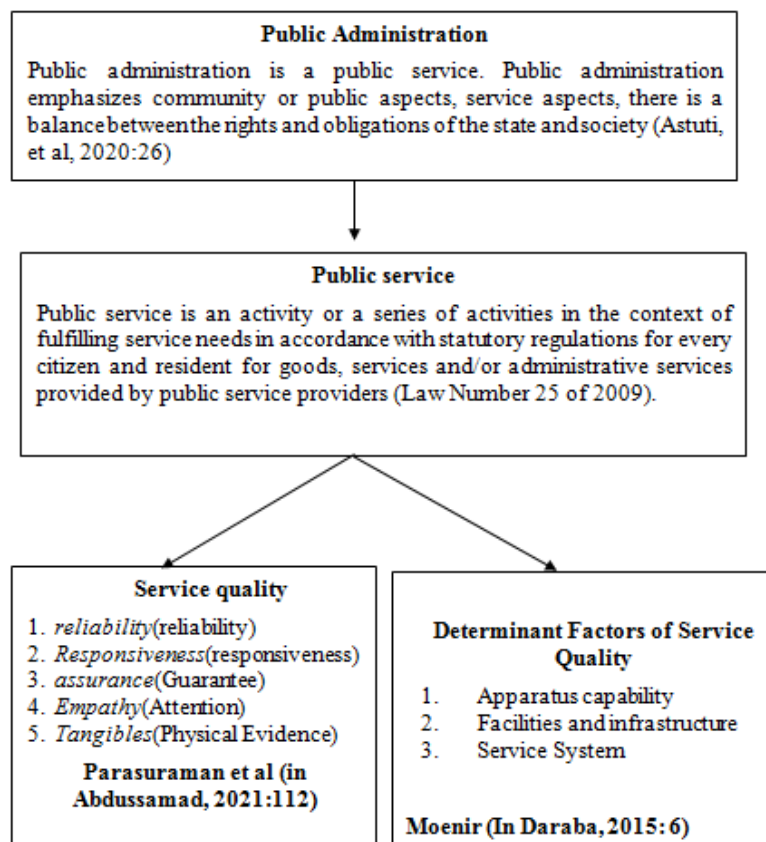 Public Administration
Public administration is a public service. Public administration
emphasizes community or public aspects, service aspects, there is a
balance between the rights and obligations of the state and society (Astuti,
et al, 2020:26)
Public service
Public service is an activity or a series of activities in the context of
fulfilling service needs in accordance with statutory regulations for every
citizen and resident for goods, services and/or administrative services
provided by public service providers (Law Number 25 of 2009).
Service quality
1. reliability(reliability)
2. Responsiveness(responsiveness)
3. assurance(Guarantee)
4. Empathy(Attention)
5. Tangibles(Physical Evidence)
Parasuraman et al (in
Abdussamad, 2021:112)
Determinant Factors of Service
Quality
1. Apparatus capability
2. Facilities and infrastructure
3. Service System
Moenir (In Daraba, 2015: 6)